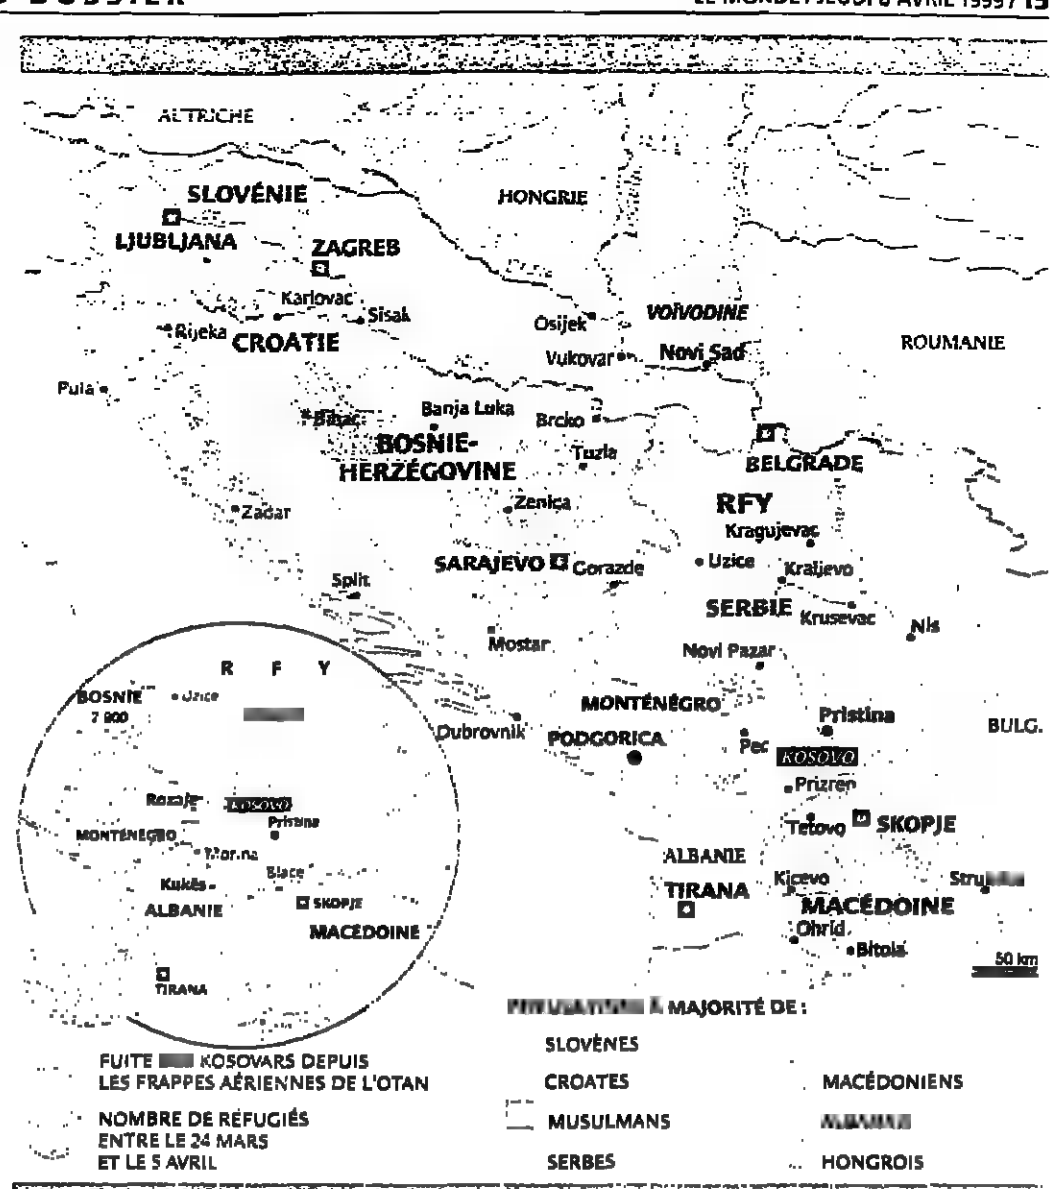 DOSSIER
LE MONDE / JEUDI 8 AVRIL 1999 / 15
AUTRICHE
SLOVÉNIE
HONGRIE
LJUBLJANA
ZAGREB
Karlovac
Sisak
Osijek
VOÏVODINE
Rijeka
CROATIE
ROUMANIE
Vukovar
Novi Sad
Pula
Banja Luka
Bihac
Brcko
BOSNIE-
HERZÉGOVINE
Tuzla
BELGRADE
Zenica
RFY
Zadar
Kragujevac
SARAJEVO
Gorazde
Uzice
Kraljevo
Split
SERBIE
Krusevac
Nis
Mostar
Novi Pazar
R F Y
BOSNIE
Uzice
7 900
MONTÉNÉGRO
Pristina
BULG.
Dubrovnik
PODGORICA
Pec
KOSOVO
Prizren
Rozaje
KOSOVO
Pristina
MONTÉNÉGRO
Morina
Tetovo
SKOPJE
Blace
ALBANIE
Kukës
Kicevo
TIRANA
SKOPJE
ALBANIE
MACÉDOINE
MACÉDOINE
Ohrid
Bitola
50 km
TIRANA
À MAJORITÉ DE :
SLOVÈNES
FUITE KOSOVARS DEPUIS
LES FRAPPES AÉRIENNES DE L'OTAN
CROATES
MACÉDONIENS
NOMBRE DE RÉFUGIÉS
ENTRE LE 24 MARS
ET LE 5 AVRIL
MUSULMANS
SERBES
HONGROIS